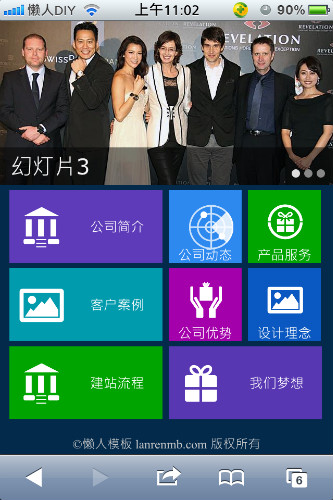 懒人DIY 上午11:02 90%
REVELATION
REVELATION
幻灯片3
公司简介
公司动态
产品服务
客户案例
公司优势
设计理念
建站流程
我们梦想
©懒人模板 lanrenmb.com 版权所有
6